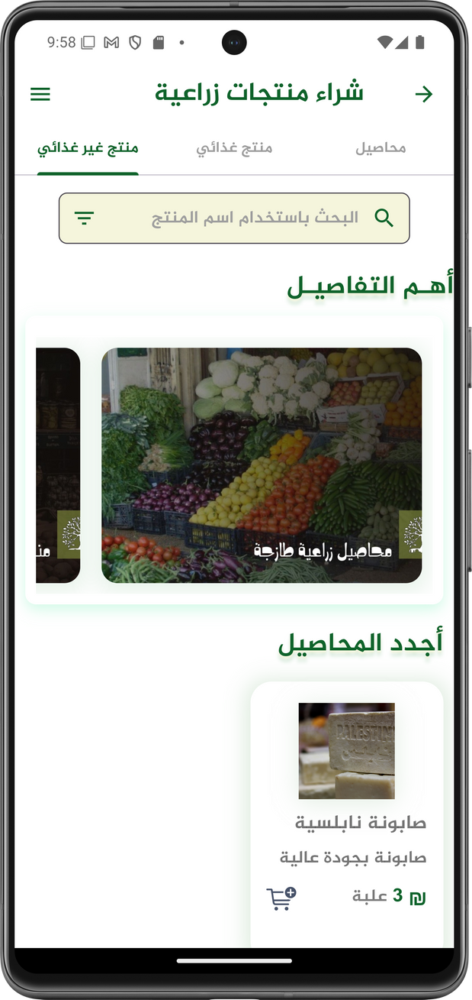 9:58
شراء منتجات زراعية
محاصيل
منتج غذائي
منتج غير غذائي
البحث باستخدام اسم المنتج
أهـم التفاصيـل
محاصيل زراعية طازجة
أجدد المحاصيل
PALESTIN
صابونة نابلسية
صابونة بجودة عالية
₪ 3 علبة